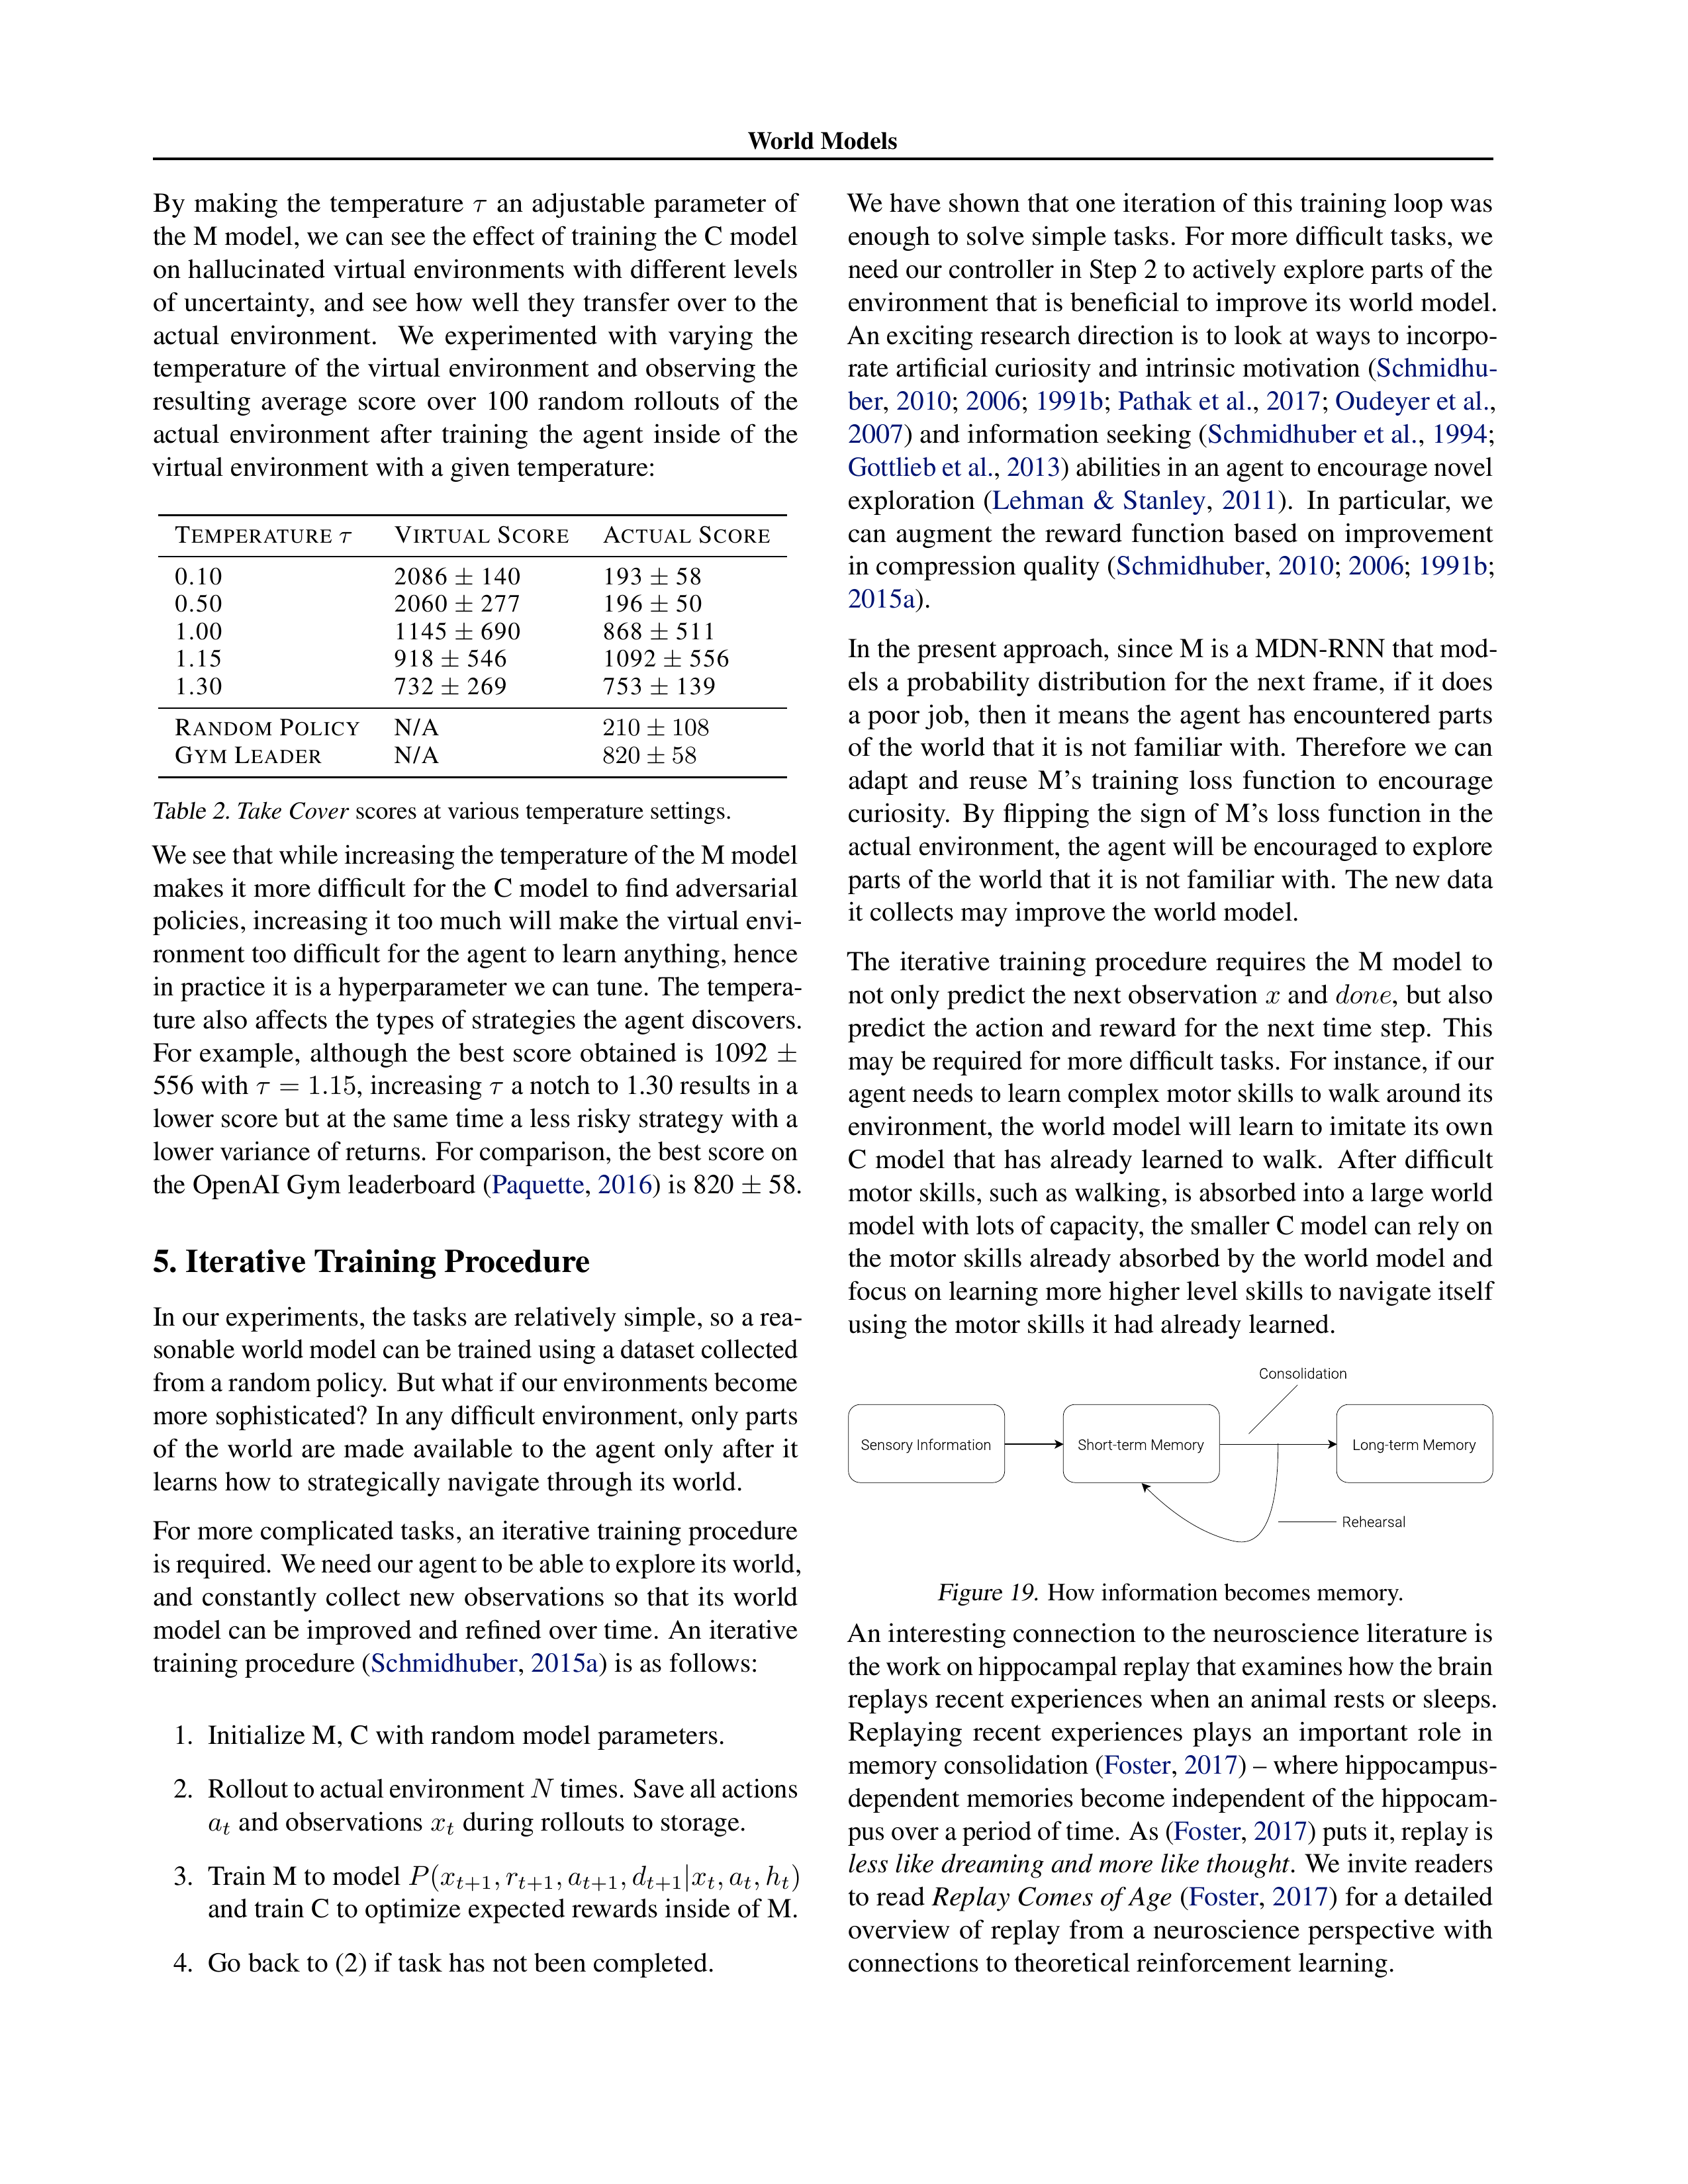 World Models
By making the temperature τ an adjustable parameter of
the M model, we can see the effect of training the C model
on hallucinated virtual environments with different levels
of uncertainty, and see how well they transfer over to the
actual environment. We experimented with varying the
temperature of the virtual environment and observing the
resulting average score over 100 random rollouts of the
actual environment after training the agent inside of the
virtual environment with a given temperature:
TEMPERATURE τ VIRTUAL SCORE ACTUAL SCORE
0.10 2086 ± 140 193 ± 58
0.50 2060 ± 277 196 ± 50
1.00 1145 ± 690 868 ± 511
1.15 918 ± 546 1092 ± 556
1.30 732 ± 269 753 ± 139
RANDOM POLICY N/A 210 ± 108
GYM LEADER N/A 820 ± 58
Table 2. Take Cover scores at various temperature settings.
We see that while increasing the temperature of the M model
makes it more difficult for the C model to find adversarial
policies, increasing it too much will make the virtual envi-
ronment too difficult for the agent to learn anything, hence
in practice it is a hyperparameter we can tune. The tempera-
ture also affects the types of strategies the agent discovers.
For example, although the best score obtained is 1092 ±
556 with τ = 1.15, increasing τ a notch to 1.30 results in a
lower score but at the same time a less risky strategy with a
lower variance of returns. For comparison, the best score on
the OpenAI Gym leaderboard (Paquette, 2016) is 820 ± 58.
5. Iterative Training Procedure
In our experiments, the tasks are relatively simple, so a rea-
sonable world model can be trained using a dataset collected
from a random policy. But what if our environments become
more sophisticated? In any difficult environment, only parts
of the world are made available to the agent only after it
learns how to strategically navigate through its world.
For more complicated tasks, an iterative training procedure
is required. We need our agent to be able to explore its world,
and constantly collect new observations so that its world
model can be improved and refined over time. An iterative
training procedure (Schmidhuber, 2015a) is as follows:
1. Initialize M, C with random model parameters.
2. Rollout to actual environment N times. Save all actions
a_t and observations x_t during rollouts to storage.
3. Train M to model P(x_{t+1}, r_{t+1}, a_{t+1}, d_{t+1}|x_t, a_t, h_t)
and train C to optimize expected rewards inside of M.
4. Go back to (2) if task has not been completed.
We have shown that one iteration of this training loop was
enough to solve simple tasks. For more difficult tasks, we
need our controller in Step 2 to actively explore parts of the
environment that is beneficial to improve its world model.
An exciting research direction is to look at ways to incorpo-
rate artificial curiosity and intrinsic motivation (Schmidhu-
ber, 2010; 2006; 1991b; Pathak et al., 2017; Oudeyer et al.,
2007) and information seeking (Schmidhuber et al., 1994;
Gottlieb et al., 2013) abilities in an agent to encourage novel
exploration (Lehman & Stanley, 2011). In particular, we
can augment the reward function based on improvement
in compression quality (Schmidhuber, 2010; 2006; 1991b;
2015a).
In the present approach, since M is a MDN-RNN that mod-
els a probability distribution for the next frame, if it does
a poor job, then it means the agent has encountered parts
of the world that it is not familiar with. Therefore we can
adapt and reuse M's training loss function to encourage
curiosity. By flipping the sign of M's loss function in the
actual environment, the agent will be encouraged to explore
parts of the world that it is not familiar with. The new data
it collects may improve the world model.
The iterative training procedure requires the M model to
not only predict the next observation x and done, but also
predict the action and reward for the next time step. This
may be required for more difficult tasks. For instance, if our
agent needs to learn complex motor skills to walk around its
environment, the world model will learn to imitate its own
C model that has already learned to walk. After difficult
motor skills, such as walking, is absorbed into a large world
model with lots of capacity, the smaller C model can rely on
the motor skills already absorbed by the world model and
focus on learning more higher level skills to navigate itself
using the motor skills it had already learned.
Consolidation
Sensory Information Short-term Memory Long-term Memory
Rehearsal
Figure 19. How information becomes memory.
An interesting connection to the neuroscience literature is
the work on hippocampal replay that examines how the brain
replays recent experiences when an animal rests or sleeps.
Replaying recent experiences plays an important role in
memory consolidation (Foster, 2017) – where hippocampus-
dependent memories become independent of the hippocam-
pus over a period of time. As (Foster, 2017) puts it, replay is
less like dreaming and more like thought. We invite readers
to read Replay Comes of Age (Foster, 2017) for a detailed
overview of replay from a neuroscience perspective with
connections to theoretical reinforcement learning.